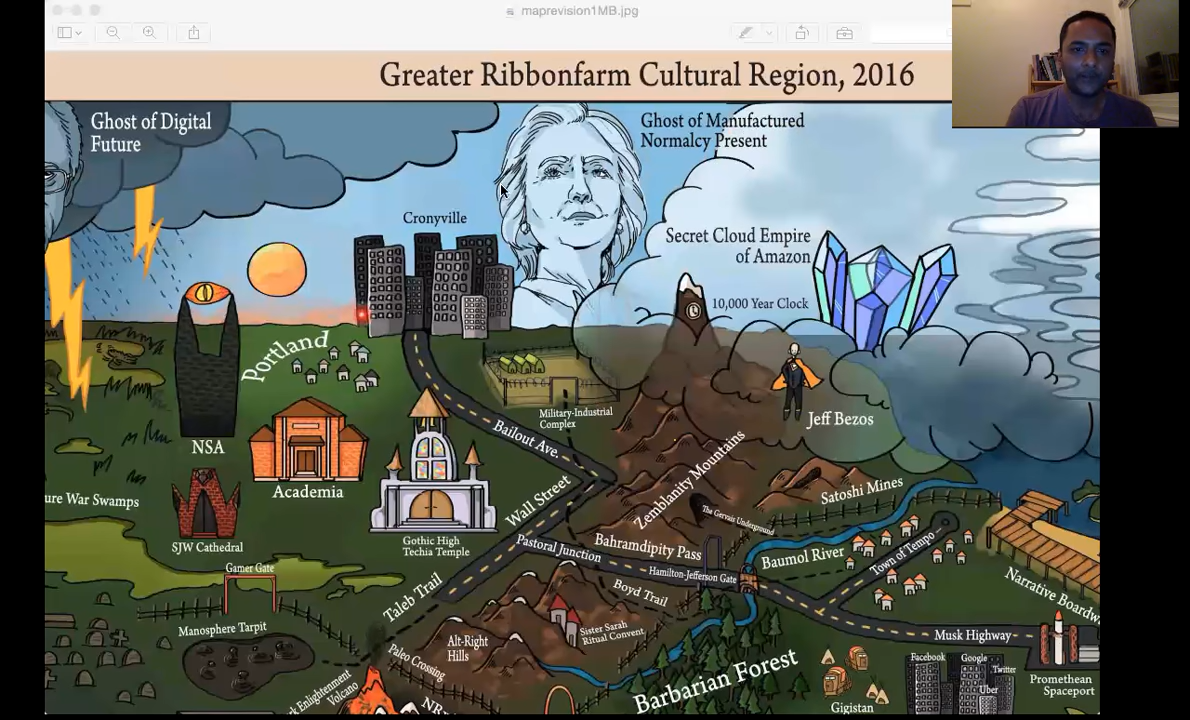 maprevision1MB.jpg
Greater Ribbonfarm Cultural Region, 2016
Ghost of Digital
Future
Ghost of Manufactured
Normalcy Present
Cronyville
Secret Cloud Empire
of Amazon
10,000 Year Clock
Portland
Military-Industrial
Complex
Jeff Bezos
NSA
Bailout Ave.
Academia
Zemblanity Mountains
Satoshi Mines
ure War Swamps
Wall Street
The Gervais Underground
SJW Cathedral
Gothic High
Techia Temple
Pastoral Junction
Bahramdipity Pass
Baumol River
Town of Tempo
Gamer Gate
Hamilton-Jefferson Gate
Narrative Boardw
Taleb Trail
Boyd Trail
Manosphere Tarpit
Sister Sarah
Ritual Convent
Alt-Right
Hills
Musk Highway
Paleo Crossing
Barbarian Forest
Facebook
Google
Twitter
Uber
Promethean
Spaceport
rk Enlightenment
Volcano
NR
Gigistan